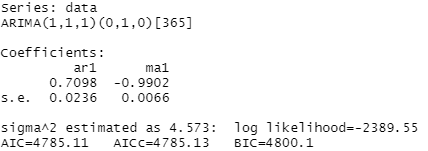 Series: data
ARIMA(1,1,1)(0,1,0)[365]
Coefficients:
ar1 ma1
0.7098 -0.9902
s.e. 0.0236 0.0066
sigma^2 estimated as 4.573: log likelihood=-2389.55
AIC=4785.11 AICc=4785.13 BIC=4800.1